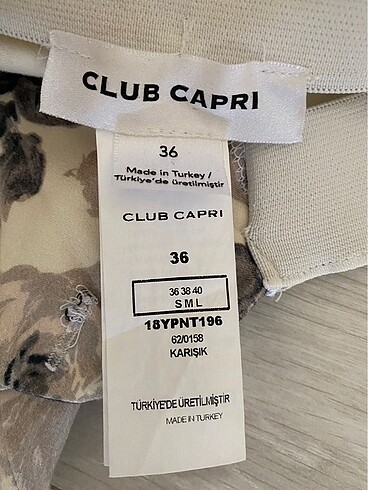 CLUB CAPRI
36
Made in Turkey /
Türkiye'de üretilmiştir
CLUB CAPRI
36
36 38 40
S M L
18YPNT196
62/0158
KARIŞIK
TÜRKİYE'DE ÜRETİLMİŞTİR
MADE IN TURKEY